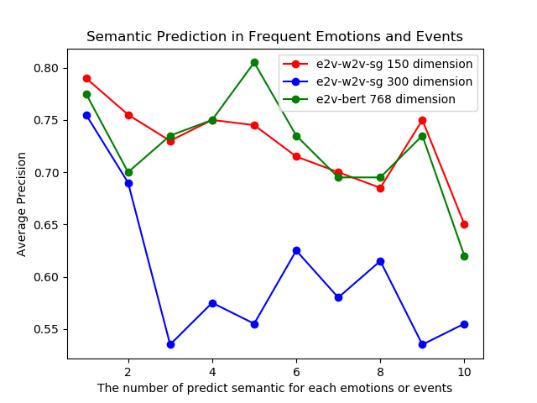 Semantic Prediction in Frequent Emotions and Events
e2v-w2v-sg 150 dimension
e2v-w2v-sg 300 dimension
e2v-bert 768 dimension
Average Precision
0.80
0.75
0.70
0.65
0.60
0.55
2 4 6 8 10
The number of predict semantic for each emotions or events